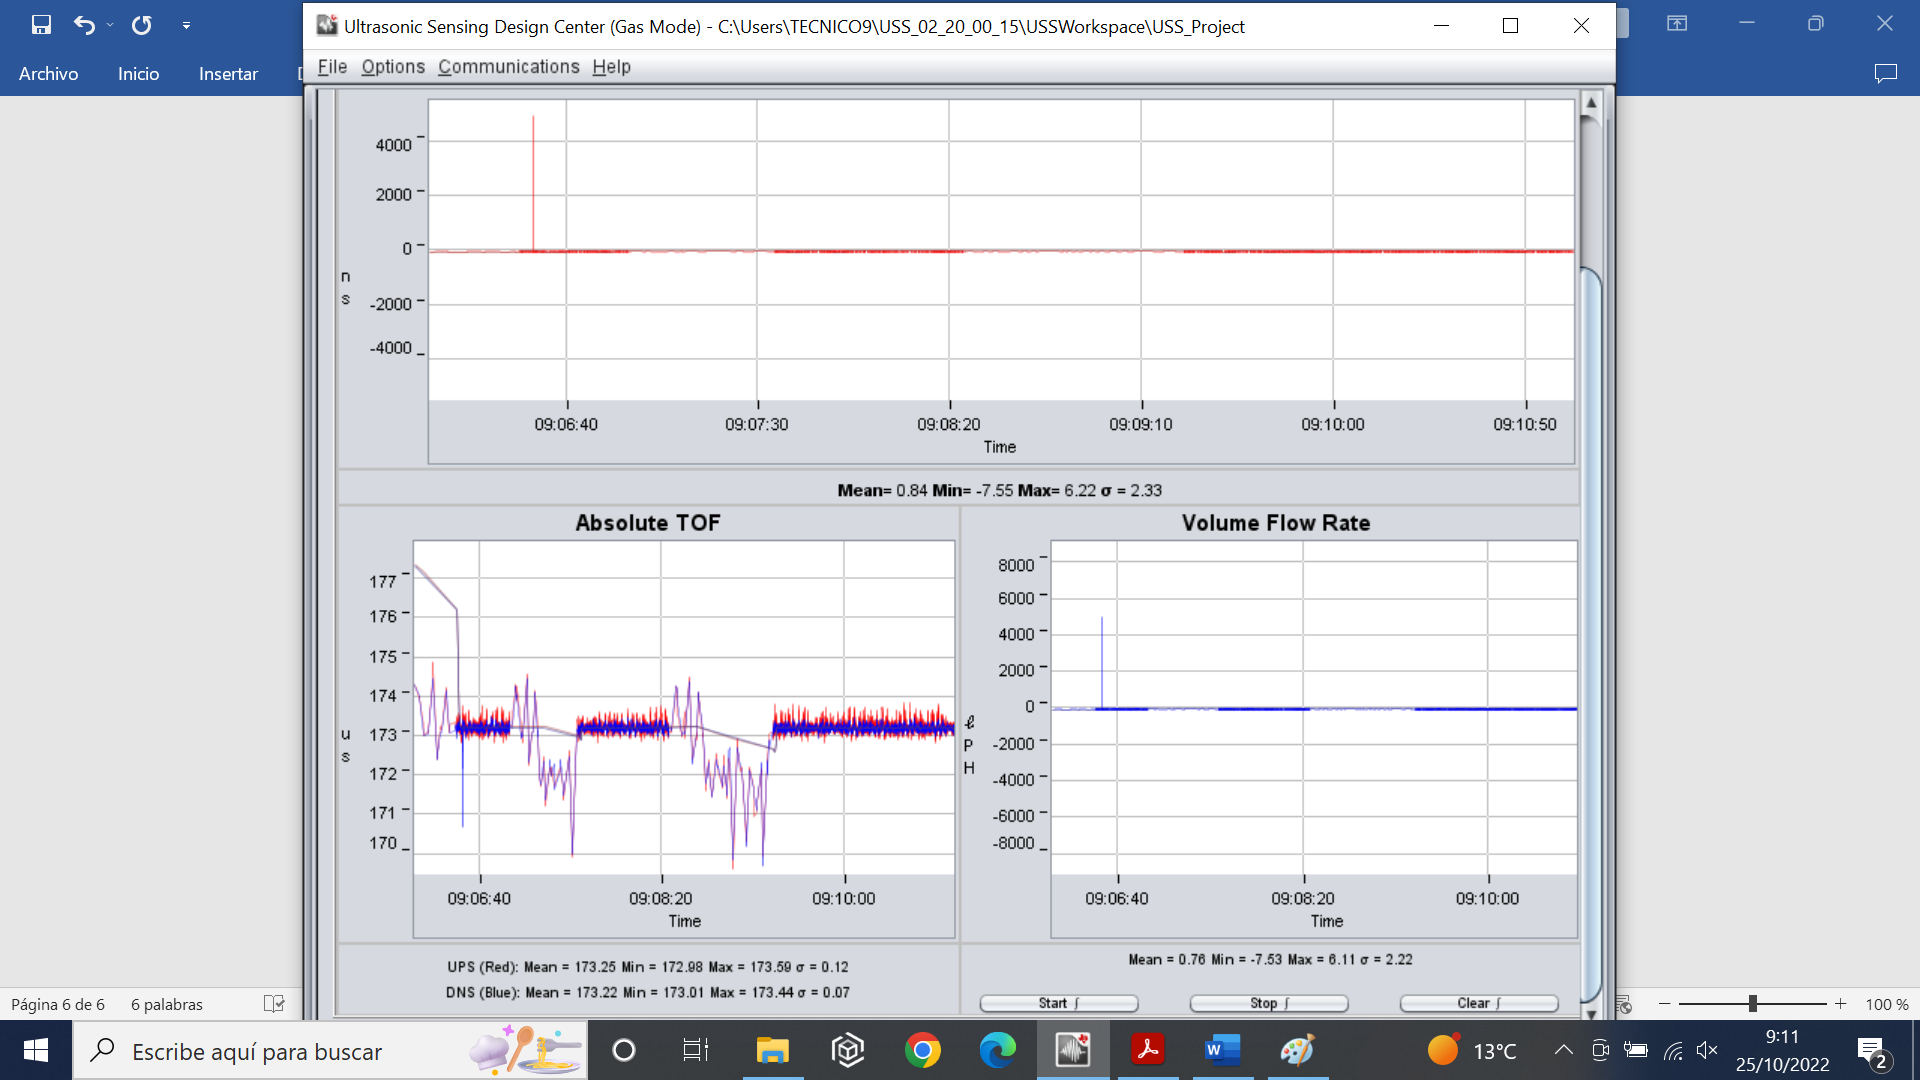 Ultrasonic Sensing Design Center (Gas Mode) - C:\Users\TECNICO9\USS_02_20_00_15\USSWorkspace\USS_Project
Archivo Inicio Insertar
File Options Communications Help
4000
2000
0
-2000
-4000
n
s
09:06:40 09:07:30 09:08:20 09:09:10 09:10:00 09:10:50
Time
Mean= 0.84 Min= -7.55 Max= 6.22 σ = 2.33
Absolute TOF
177
176
175
174
173
172
171
170
u
s
09:06:40 09:08:20 09:10:00
Time
UPS (Red): Mean = 173.25 Min = 172.98 Max = 173.59 σ = 0.12
DNS (Blue): Mean = 173.22 Min = 173.01 Max = 173.44 σ = 0.07
Volume Flow Rate
8000
6000
4000
2000
0
-2000
-4000
-6000
-8000
ℓ
P
H
09:06:40 09:08:20 09:10:00
Time
Mean = 0.76 Min = -7.53 Max = 6.11 σ = 2.22
Start ∫ Stop ∫ Clear ∫
Página 6 de 6 6 palabras 100 %
Escribe aquí para buscar
13°C
9:11
25/10/2022
2